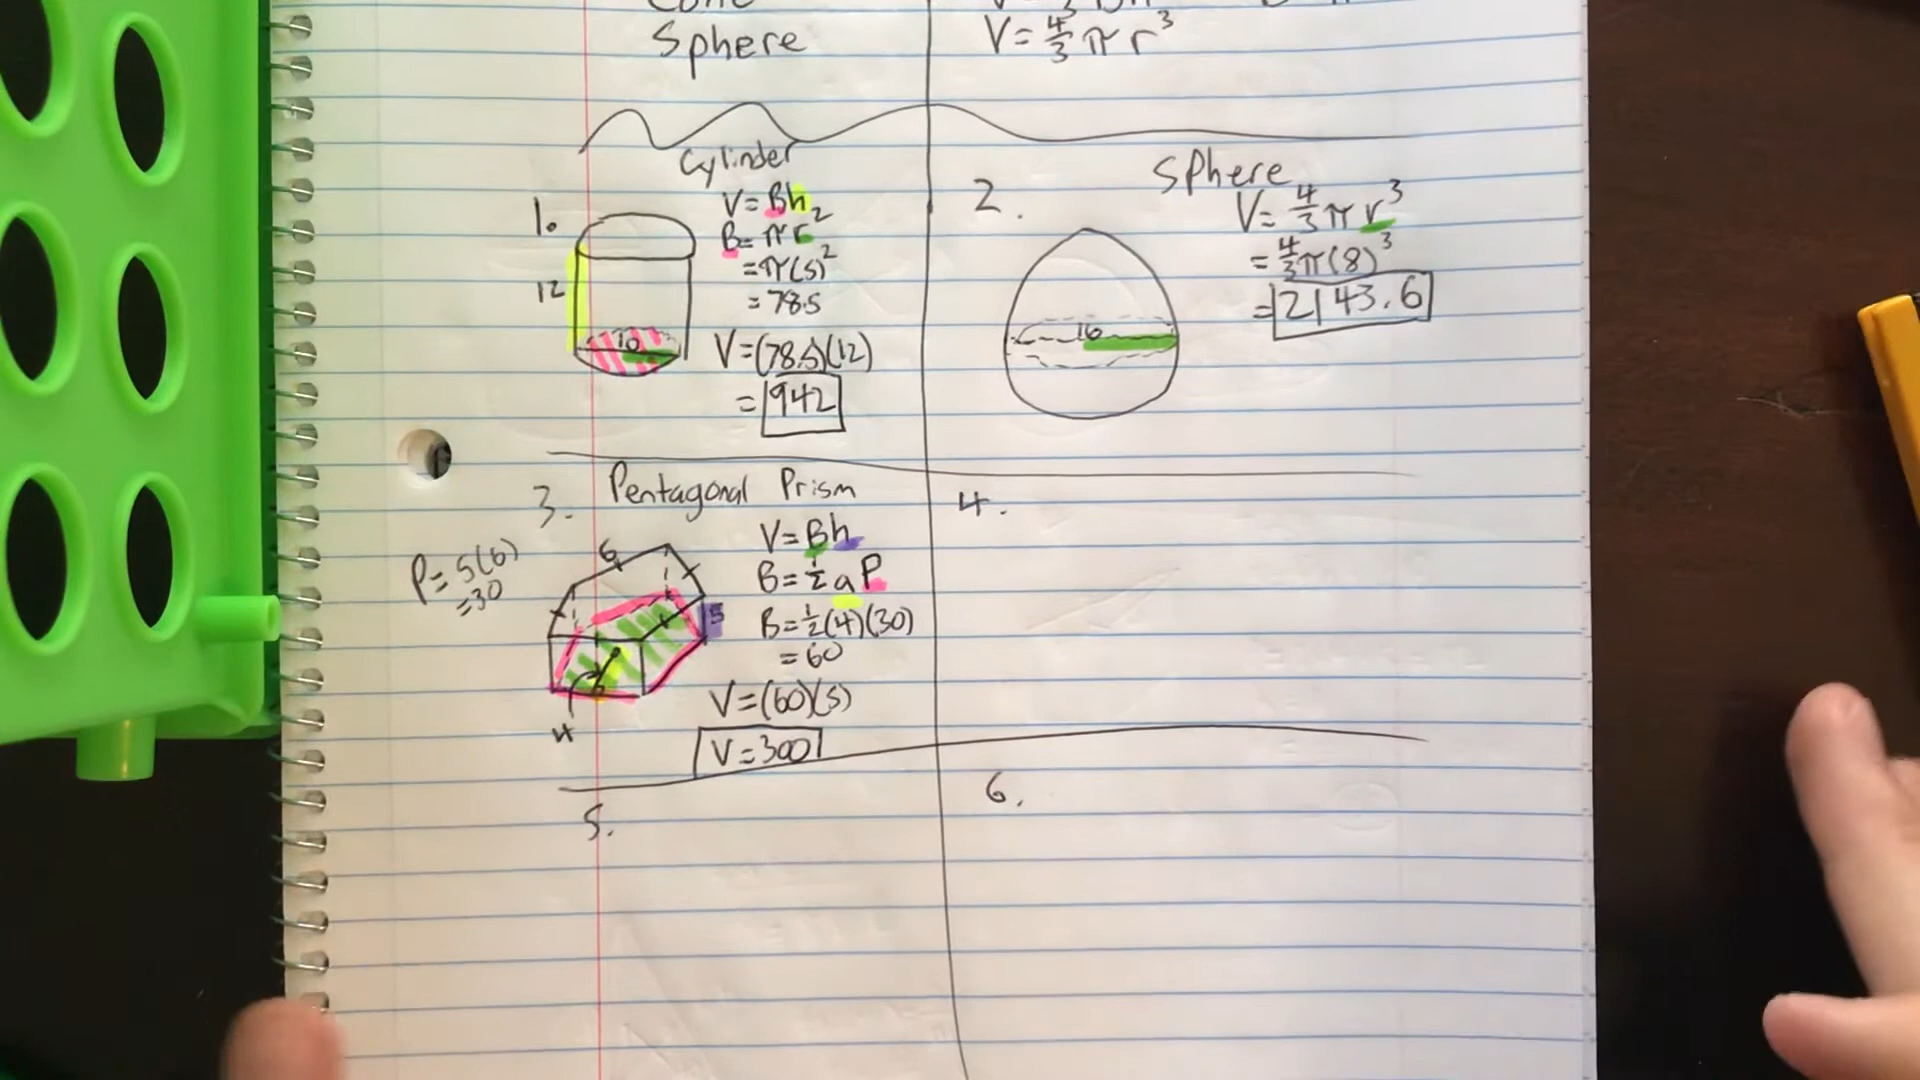 Sphere
V = 4/3 π r³
Cylinder
1.
12
10
V = Bh
B = πr²
= π(5)²
= 78.5
V = (78.5)(12)
= 942
Sphere
2.
16
V = 4/3 π r³
= 4/3 π(8)³
= 2143.6
3. Pentagonal Prism
P = 5(6)
= 30
6
5
4
V = Bh
B = 1/2 aP
B = 1/2(4)(30)
= 60
V = (60)(5)
V = 300
4.
5.
6.